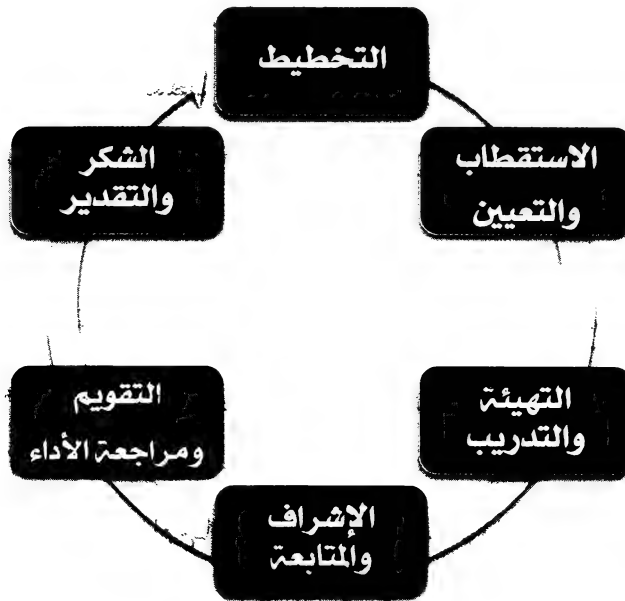 التخطيط
الاستقطاب
والتعيين
التهيئة
والتدريب
الإشراف
والمتابعة
التقويم
ومراجعة الأداء
الشكر
والتقدير